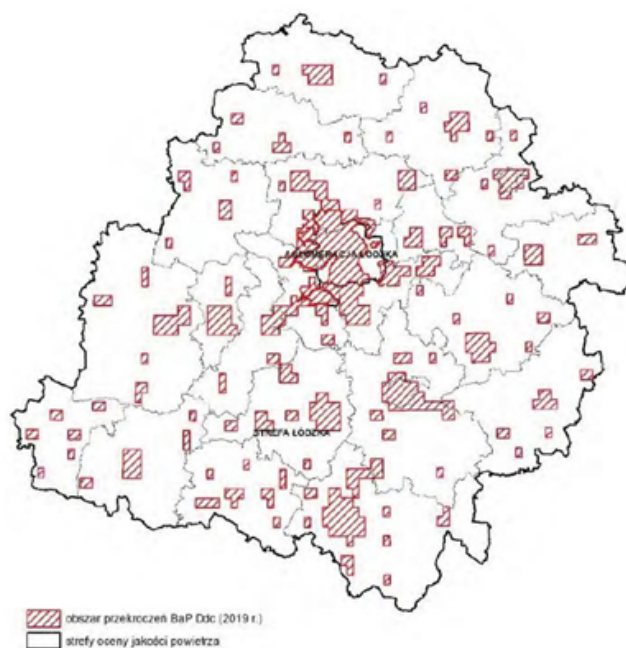 AGLOMERACJA ŁÓDZKA
STREFA ŁÓDZKA
obszar przekroczeń BaP Ddc (2019 r.)
strefy oceny jakości powietrza